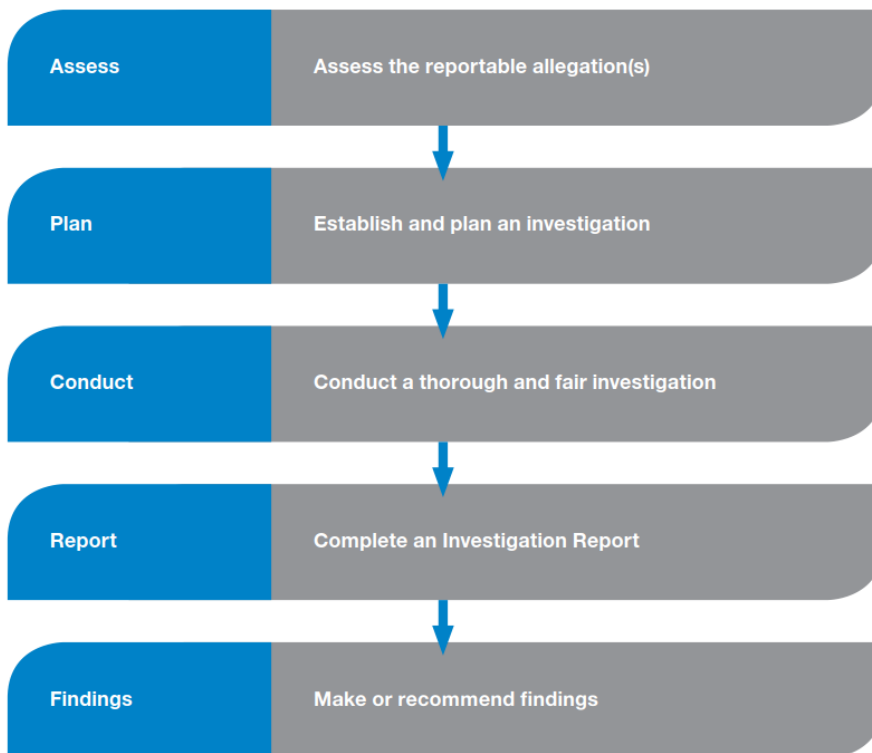 Assess
Assess the reportable allegation(s)
Plan
Establish and plan an investigation
Conduct
Conduct a thorough and fair investigation
Report
Complete an Investigation Report
Findings
Make or recommend findings